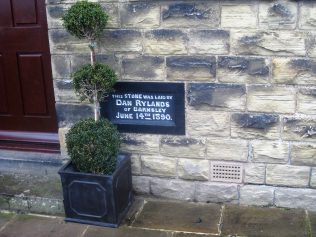 THIS STONE WAS LAID BY
DAN RYLANDS
OF BARNSLEY
JUNE 14TH 1890.